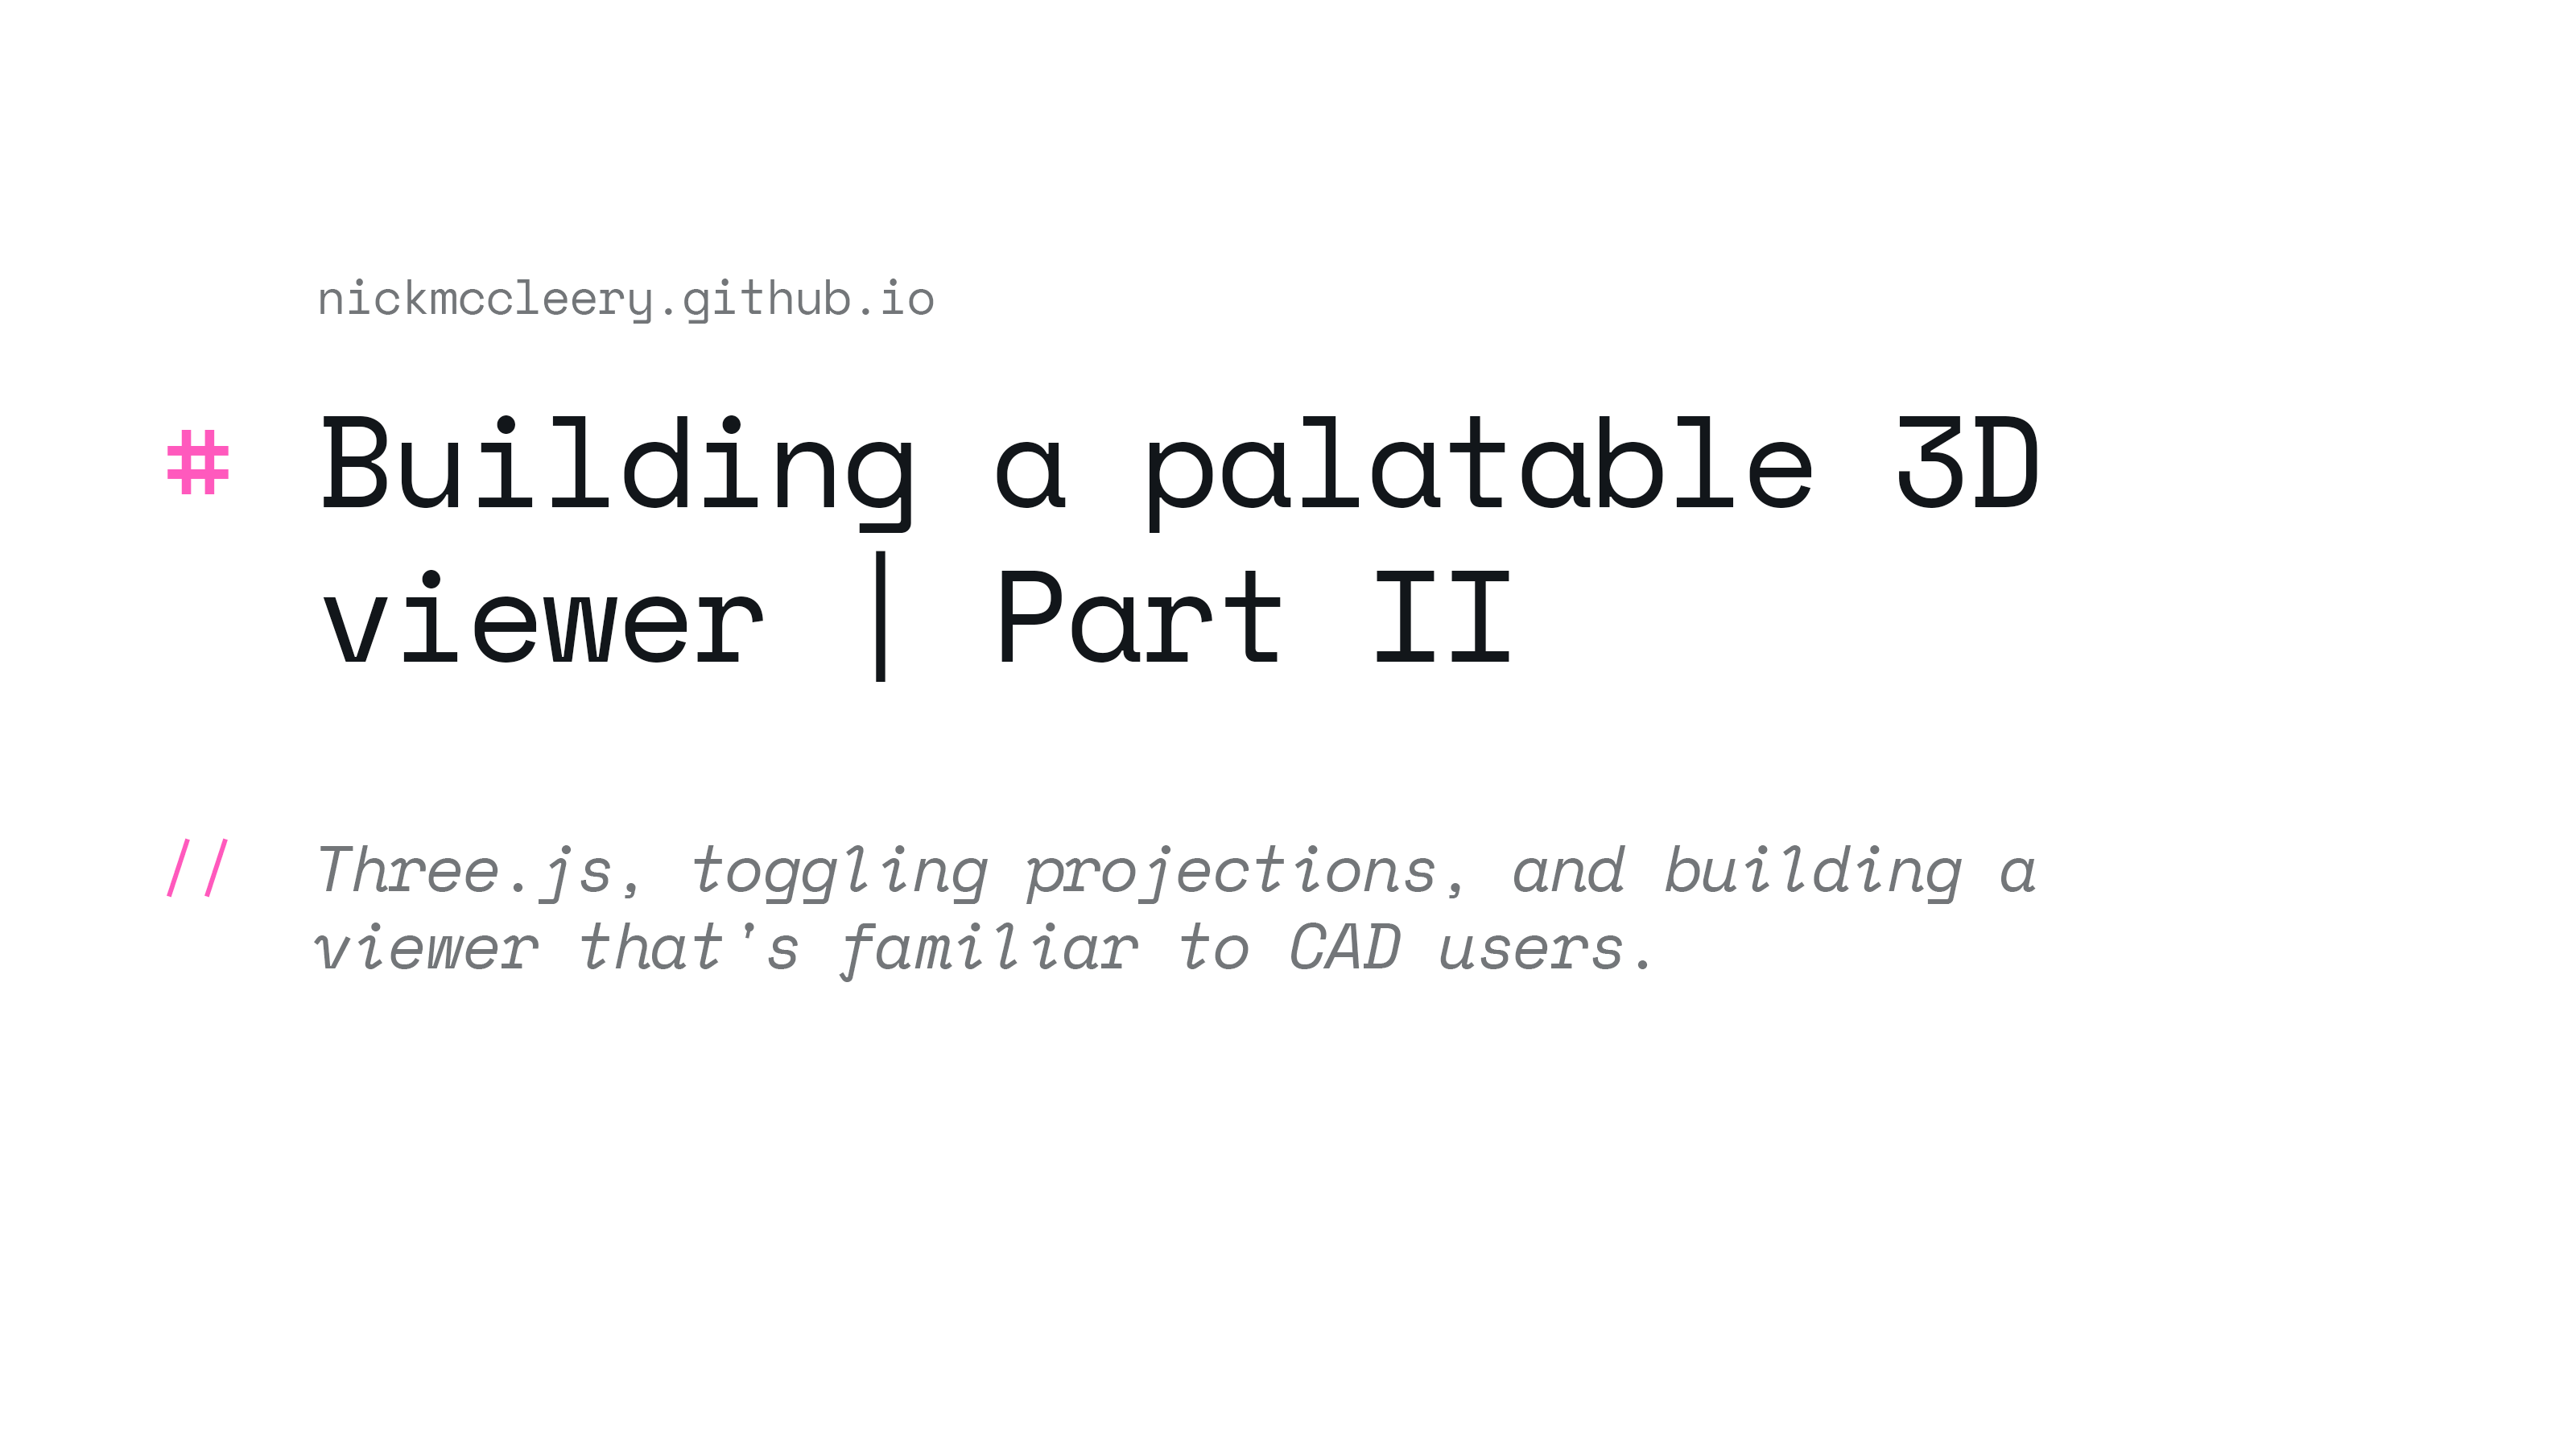 nickmccleery.github.io
# Building a palatable 3D
viewer | Part II
// Three.js, toggling projections, and building a
viewer that's familiar to CAD users.